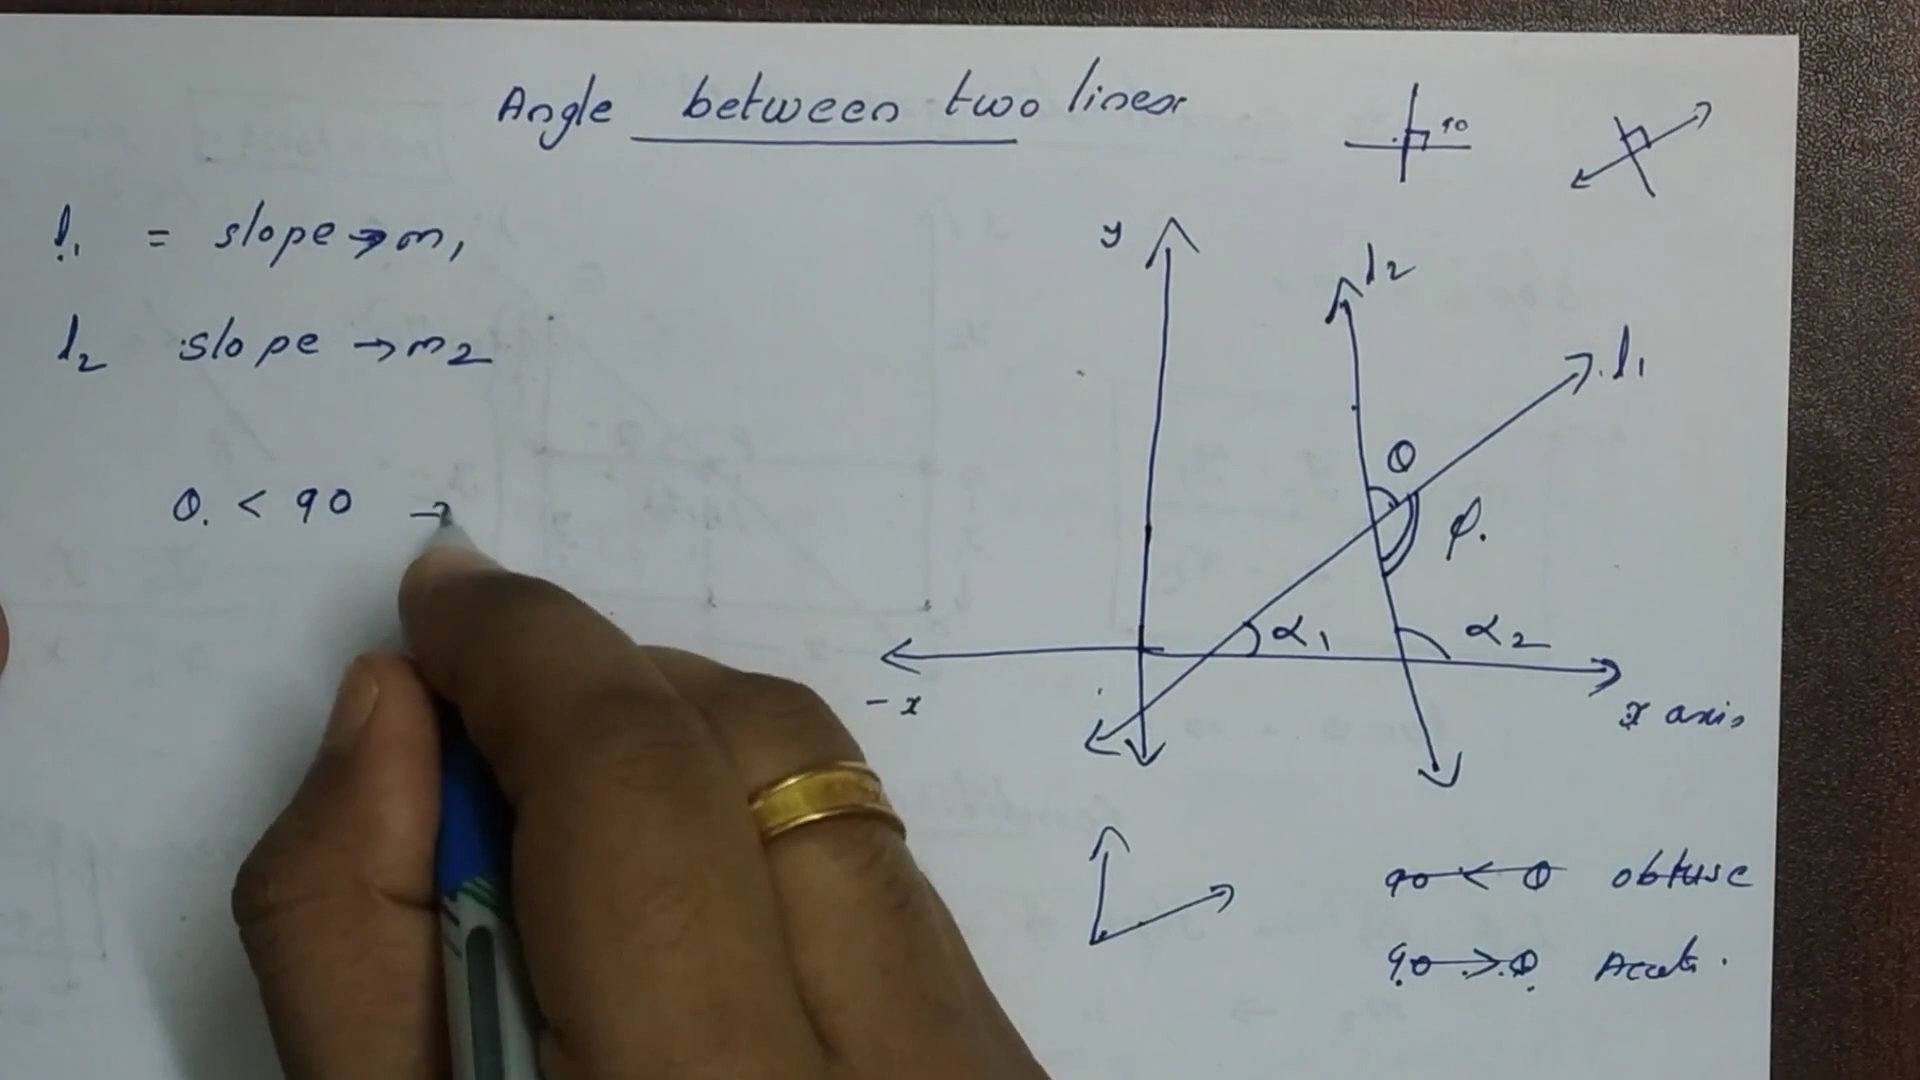 Angle between two lines
90
l1 = slope → m1
l2 slope → m2
θ < 90 →
y
l2
l1
θ
φ.
α1
α2
-x
x axis
90 < θ obtuse
90 > θ Acute.